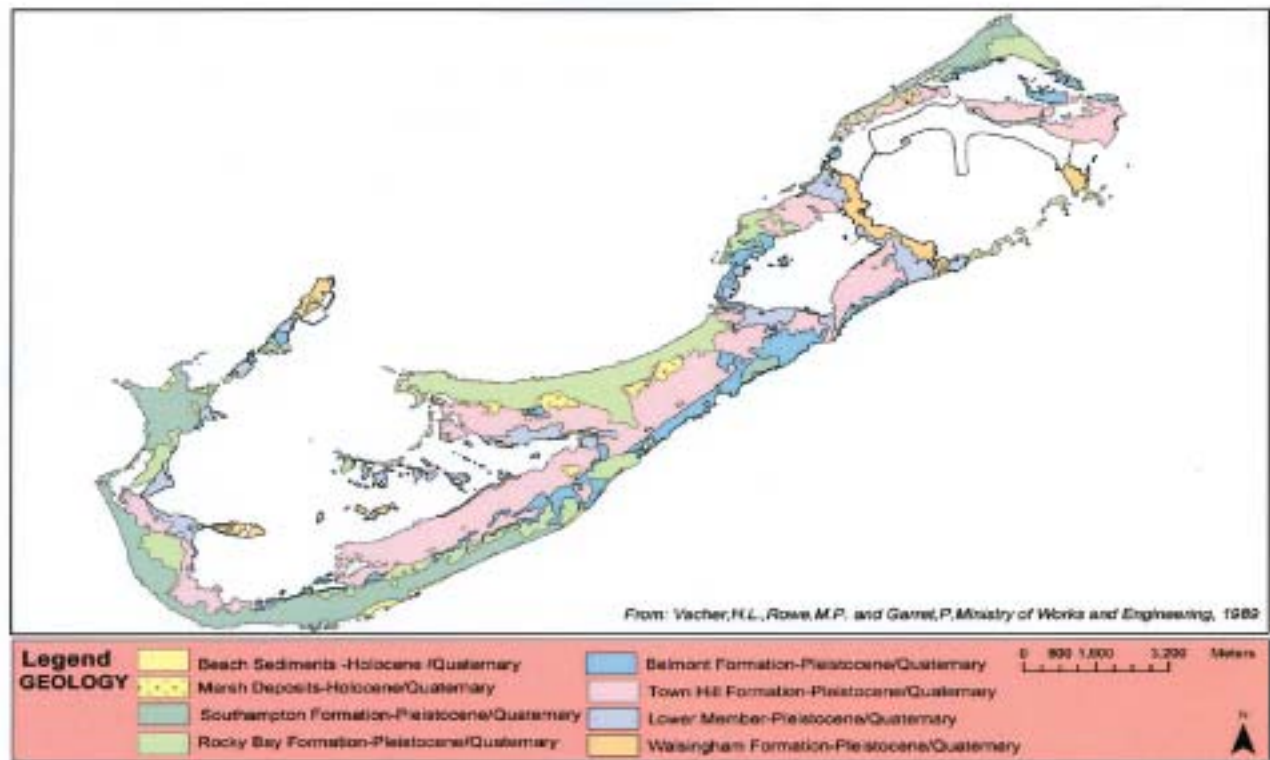 From: Vacher,H.L.,Rowe,M.P. and Garret,P.Ministry of Works and Engineering, 1989
Legend
GEOLOGY
Beach Sediments -Holocene /Quaternary
Marsh Deposits-Holocene/Quaternary
Southampton Formation-Pleistocene/Quaternary
Rocky Bay Formation-Pleistocene/Quaternary
Belmont Formation-Pleistocene/Quaternary
Town Hill Formation-Pleistocene/Quaternary
Lower Member-Pleistocene/Quaternary
Walsingham Formation-Pleistocene/Quaternary
0 800 1,600 3,200 Meters
N